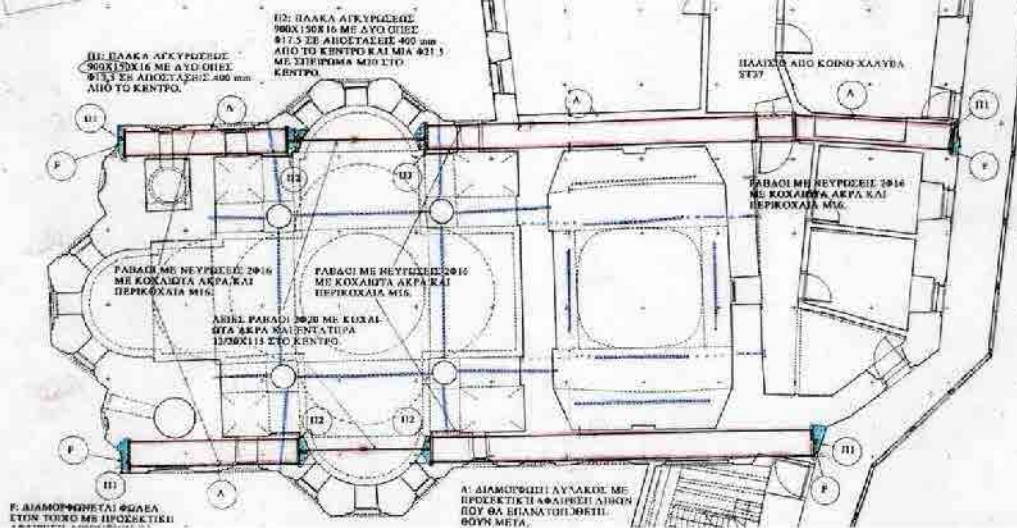 Π1: ΠΛΑΚΑ ΑΓΚΥΡΩΣΕΩΣ
900X150X16 ΜΕ ΔΥΟ ΟΠΕΣ
ΣΕ ΑΠΟΣΤΑΣΕΙΣ 400 mm
ΑΠΟ ΤΟ ΚΕΝΤΡΟ.
Π2: ΠΛΑΚΑ ΑΓΚΥΡΩΣΕΩΣ
900X150X16 ΜΕ ΔΥΟ ΟΠΕΣ
Φ17.5 ΣΕ ΑΠΟΣΤΑΣΕΙΣ 400 mm
ΑΠΟ ΤΟ ΚΕΝΤΡΟ ΚΑΙ ΜΙΑ Φ21.5
ΜΕ ΣΠΕΙΡΩΜΑ Μ20 ΣΤΟ
ΚΕΝΤΡΟ.
ΠΛΑΙΣΙΟ ΑΠΟ ΚΟΙΝΟ ΧΑΛΥΒΑ
ST37
Π1
Λ
Λ
Λ
Π1
F
Π2
Π2
F
ΡΑΒΔΟΙ ΜΕ ΝΕΥΡΩΣΕΙΣ 2Φ16
ΜΕ ΚΟΧΛΙΩΤΑ ΑΚΡΑ ΚΑΙ
ΠΕΡΙΚΟΧΛΙΑ Μ16.
ΡΑΒΔΟΙ ΜΕ ΝΕΥΡΩΣΕΙΣ 2Φ16
ΜΕ ΚΟΧΛΙΩΤΑ ΑΚΡΑ ΚΑΙ
ΠΕΡΙΚΟΧΛΙΑ Μ16.
ΡΑΒΔΟΙ ΜΕ ΝΕΥΡΩΣΕΙΣ 2Φ16
ΜΕ ΚΟΧΛΙΩΤΑ ΑΚΡΑ ΚΑΙ
ΠΕΡΙΚΟΧΛΙΑ Μ16.
ΛΕΙΕΣ ΡΑΒΔΟΙ 2Φ20 ΜΕ ΚΟΧΛΙ-
ΩΤΑ ΑΚΡΑ ΚΑΙ ΕΝΤΑΤΗΡΑ
ΣΤΟ ΚΕΝΤΡΟ.
Π2
Π2
F
Π1
Π1
Λ
F
F: ΔΙΑΜΟΡΦΩΝΕΤΑΙ ΦΩΛΕΑ
ΣΤΟΝ ΤΟΙΧΟ ΜΕ ΠΡΟΣΕΚΤΙΚΗ
Λ: ΔΙΑΜΟΡΦΩΣΗ ΑΥΛΑΚΟΣ ΜΕ
ΠΡΟΣΕΚΤΙΚΗ ΑΦΑΙΡΕΣΗ ΛΙΘΩΝ
ΠΟΥ ΘΑ ΕΠΑΝΑΤΟΠΟΘΕΤΗ-
ΘΟΥΝ ΜΕΤΑ.